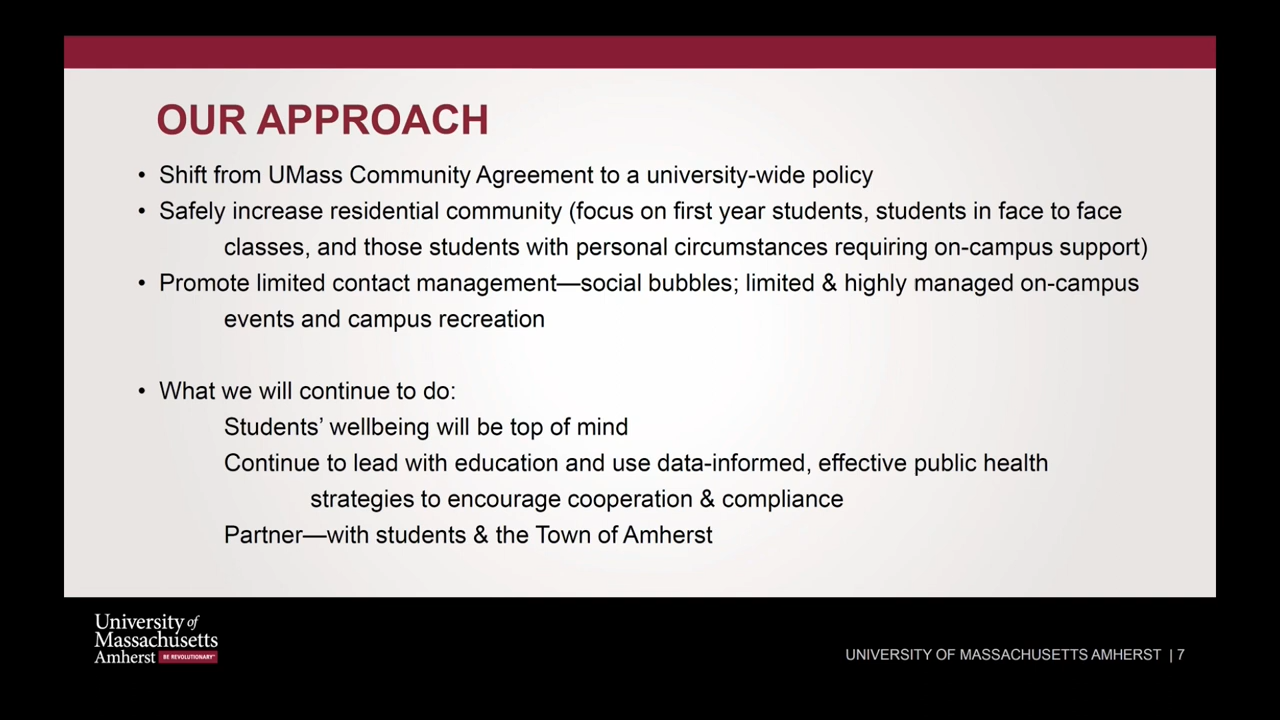 OUR APPROACH
• Shift from UMass Community Agreement to a university-wide policy
• Safely increase residential community (focus on first year students, students in face to face
classes, and those students with personal circumstances requiring on-campus support)
• Promote limited contact management—social bubbles; limited & highly managed on-campus
events and campus recreation
• What we will continue to do:
Students’ wellbeing will be top of mind
Continue to lead with education and use data-informed, effective public health
strategies to encourage cooperation & compliance
Partner—with students & the Town of Amherst
University of
Massachusetts
Amherst BE REVOLUTIONARY™
UNIVERSITY OF MASSACHUSETTS AMHERST | 7